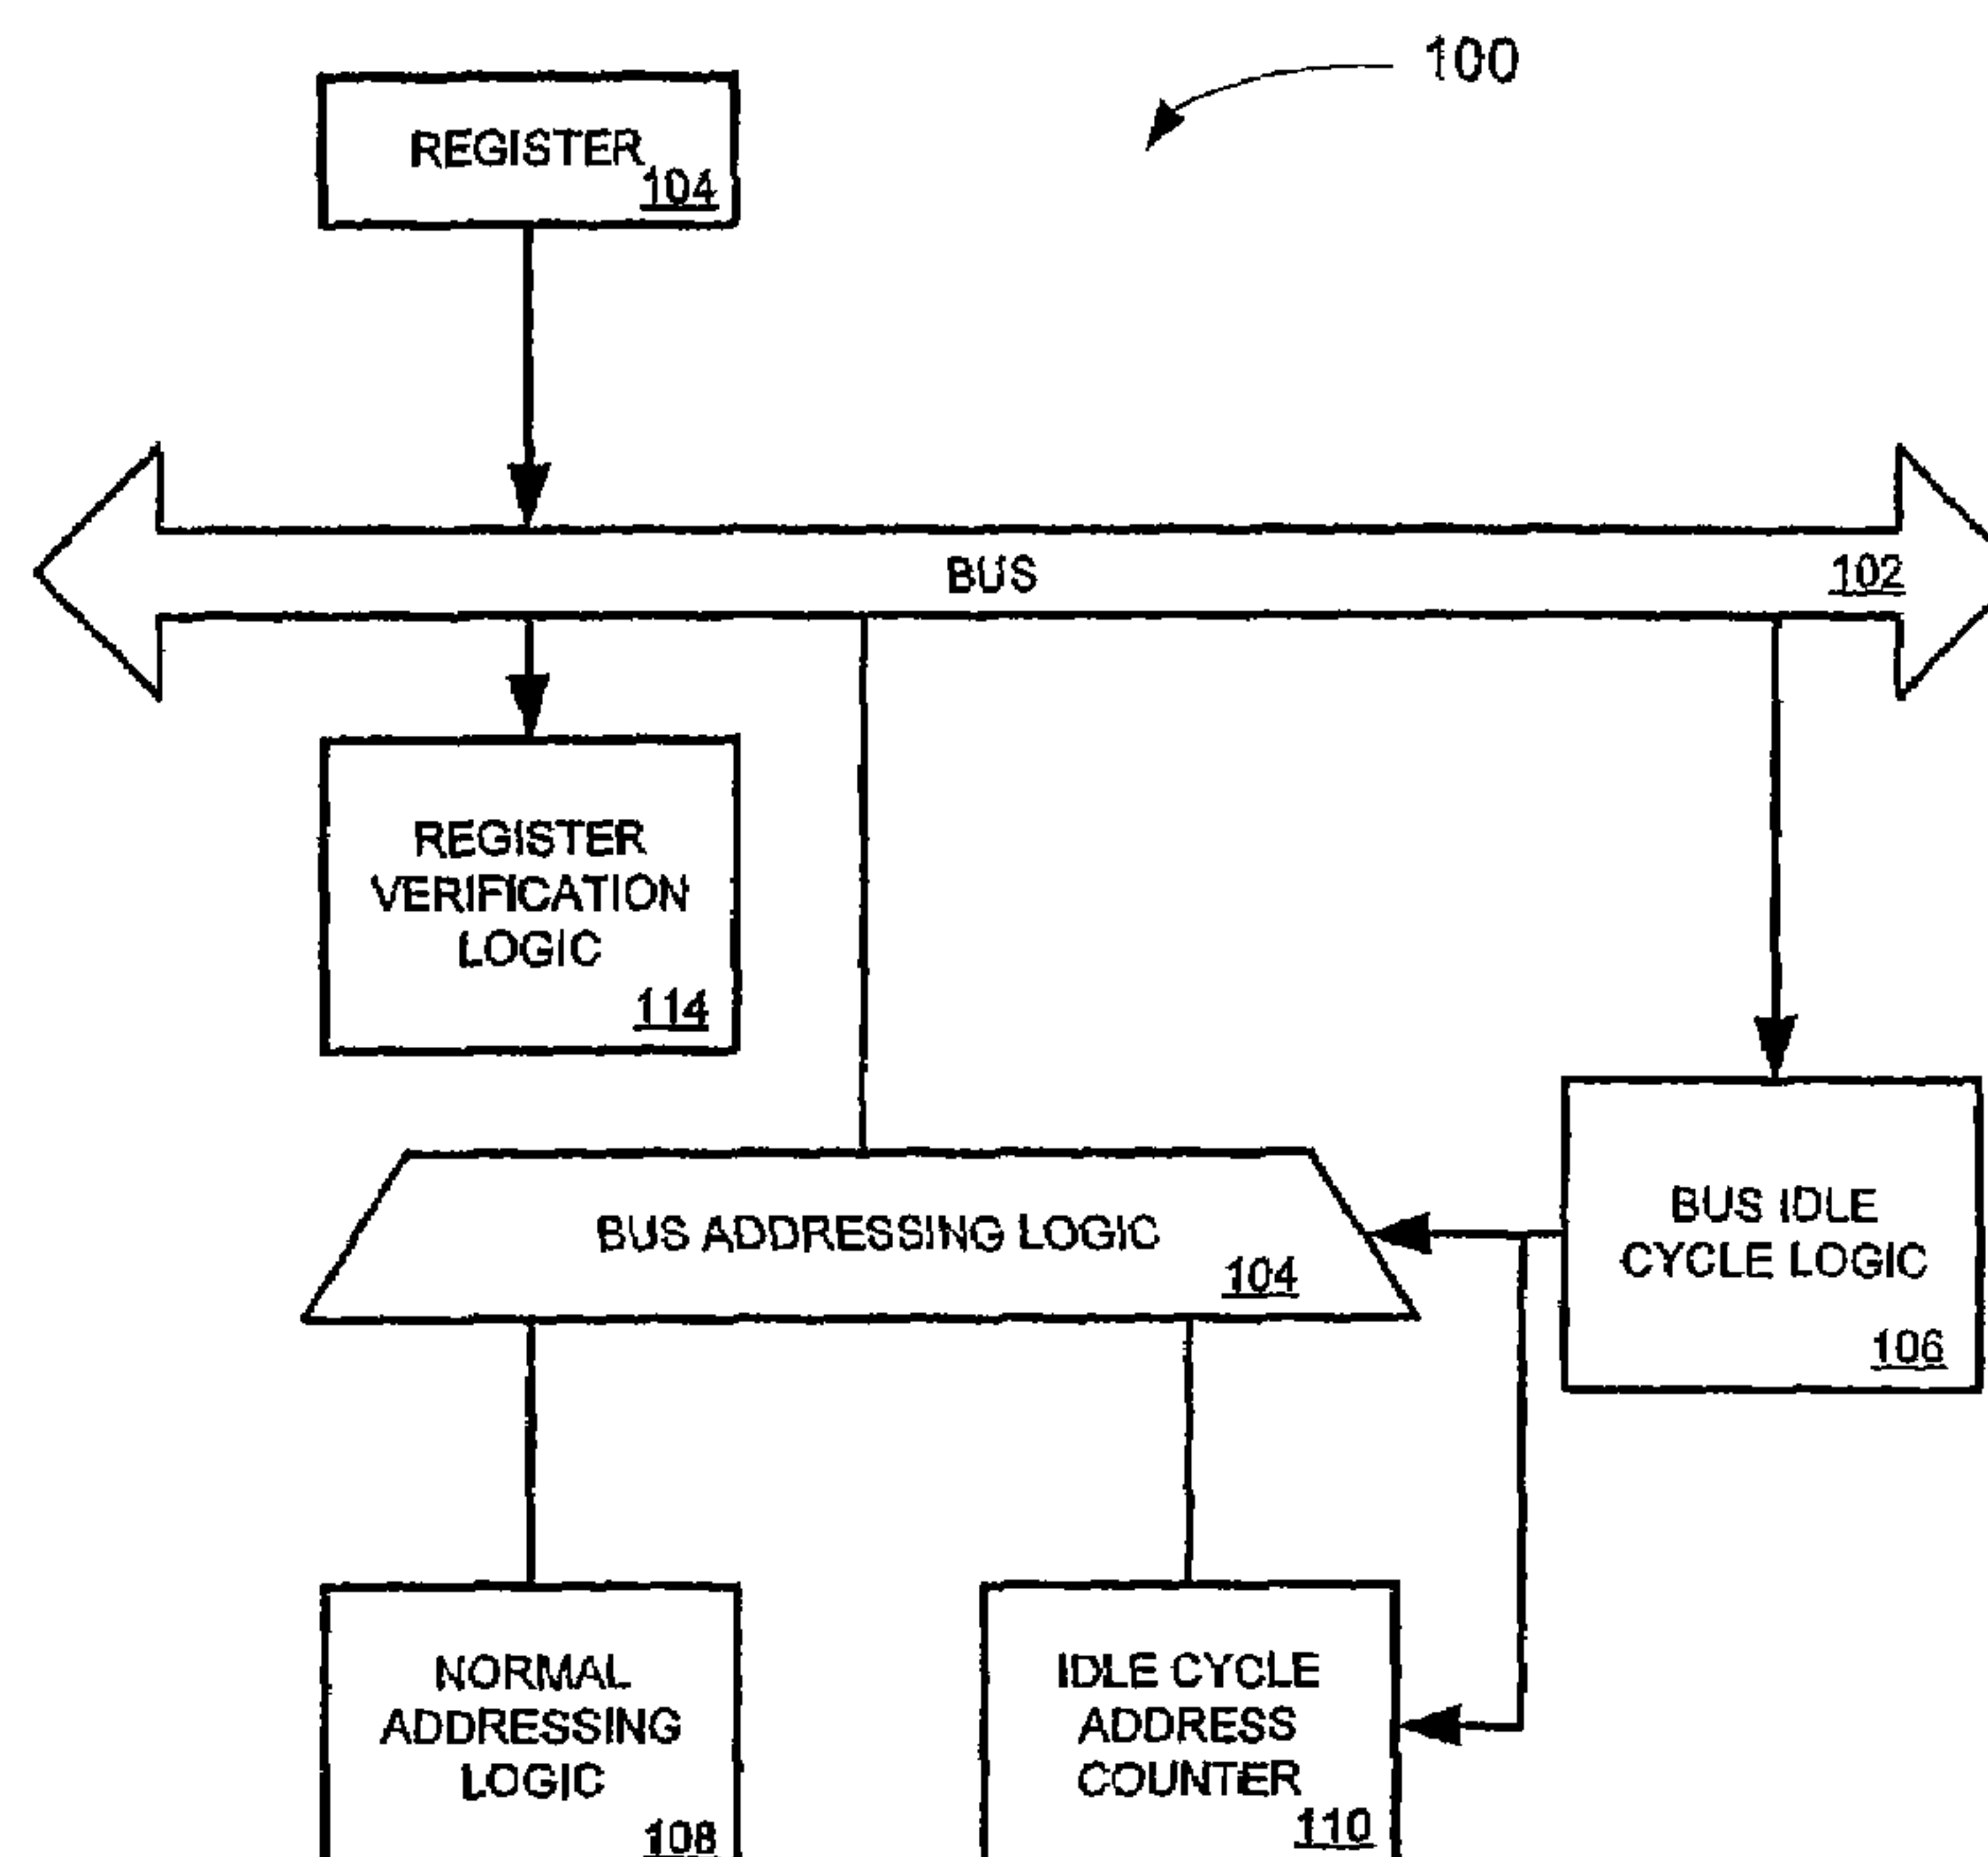 100
REGISTER
104
BUS
102
REGISTER
VERIFICATION
LOGIC
114
BUS ADDRESSING LOGIC
104
BUS IDLE
CYCLE LOGIC
106
NORMAL
ADDRESSING
LOGIC
108
IDLE CYCLE
ADDRESS
COUNTER
110